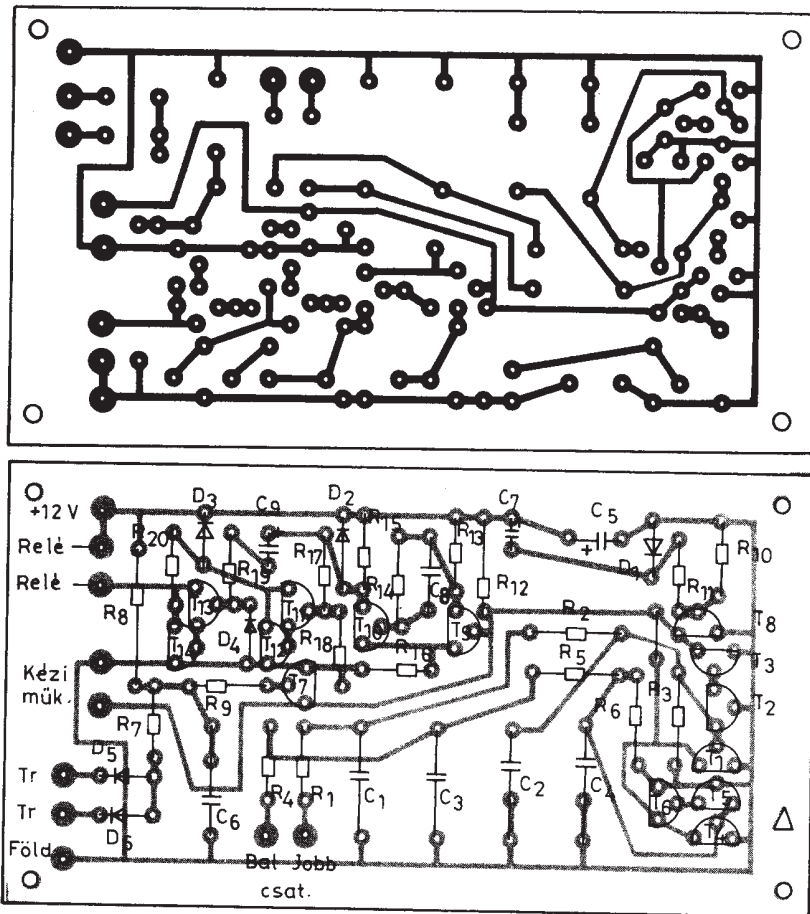 D3
C9
D2
C7
+12 V
R20
R15
C5
R13
Relé
R19
R17
D1
R10
Relé
R14
C8
R12
R11
R8
T13
T11
R2
T8
T10
T9
T14
D4
T12
R18
R16
R5
T3
Kézi
műk.
T7
R3
T2
R9
R6
R7
D5
T1
Tr
C2
T6
T5
R4
R1
C1
C3
C4
Tr
D6
C6
T4
Föld
Bal Jobb
csat.